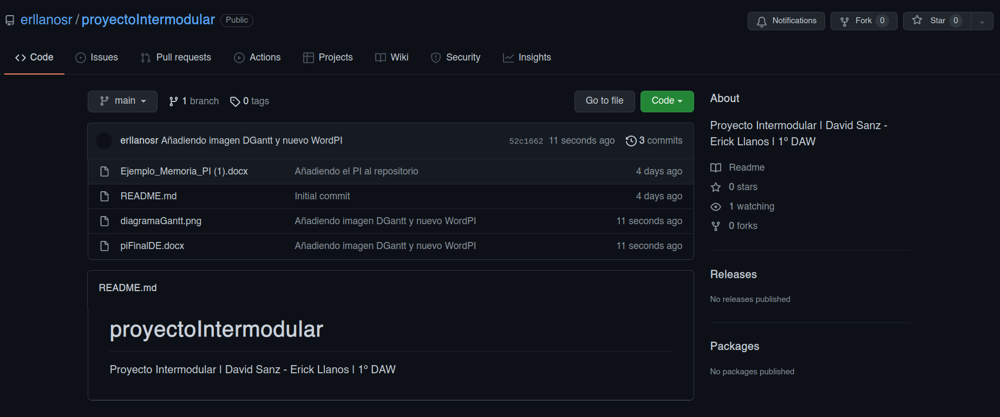 erllanosr / proyectoIntermodular Public
Notifications Fork 0 Star 0
Code Issues Pull requests Actions Projects Wiki Security Insights
main 1 branch 0 tags Go to file Code
erllanosr Añadiendo imagen DGantt y nuevo WordPI 52c1662 11 seconds ago 3 commits
Ejemplo_Memoria_PI (1).docx Añadiendo el PI al repositorio 4 days ago
README.md Initial commit 4 days ago
diagramaGantt.png Añadiendo imagen DGantt y nuevo WordPI 11 seconds ago
piFinalDE.docx Añadiendo imagen DGantt y nuevo WordPI 11 seconds ago
README.md
proyectoIntermodular
Proyecto Intermodular | David Sanz - Erick Llanos | 1º DAW
About
Proyecto Intermodular | David Sanz -
Erick Llanos | 1º DAW
Readme
0 stars
1 watching
0 forks
Releases
No releases published
Packages
No packages published